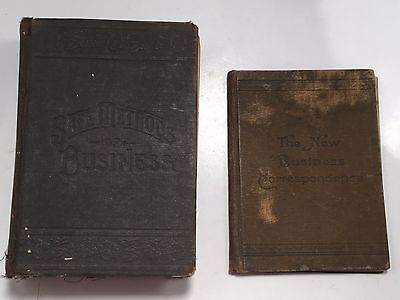 SAFE METHODS
OF
BUSINESS
The New
Business
Correspondence